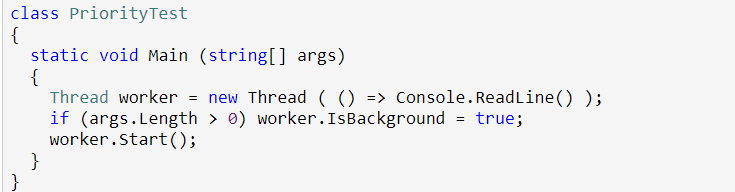 class PriorityTest
{
  static void Main (string[] args)
  {
    Thread worker = new Thread ( () => Console.ReadLine() );
    if (args.Length > 0) worker.IsBackground = true;
    worker.Start();
  }
}